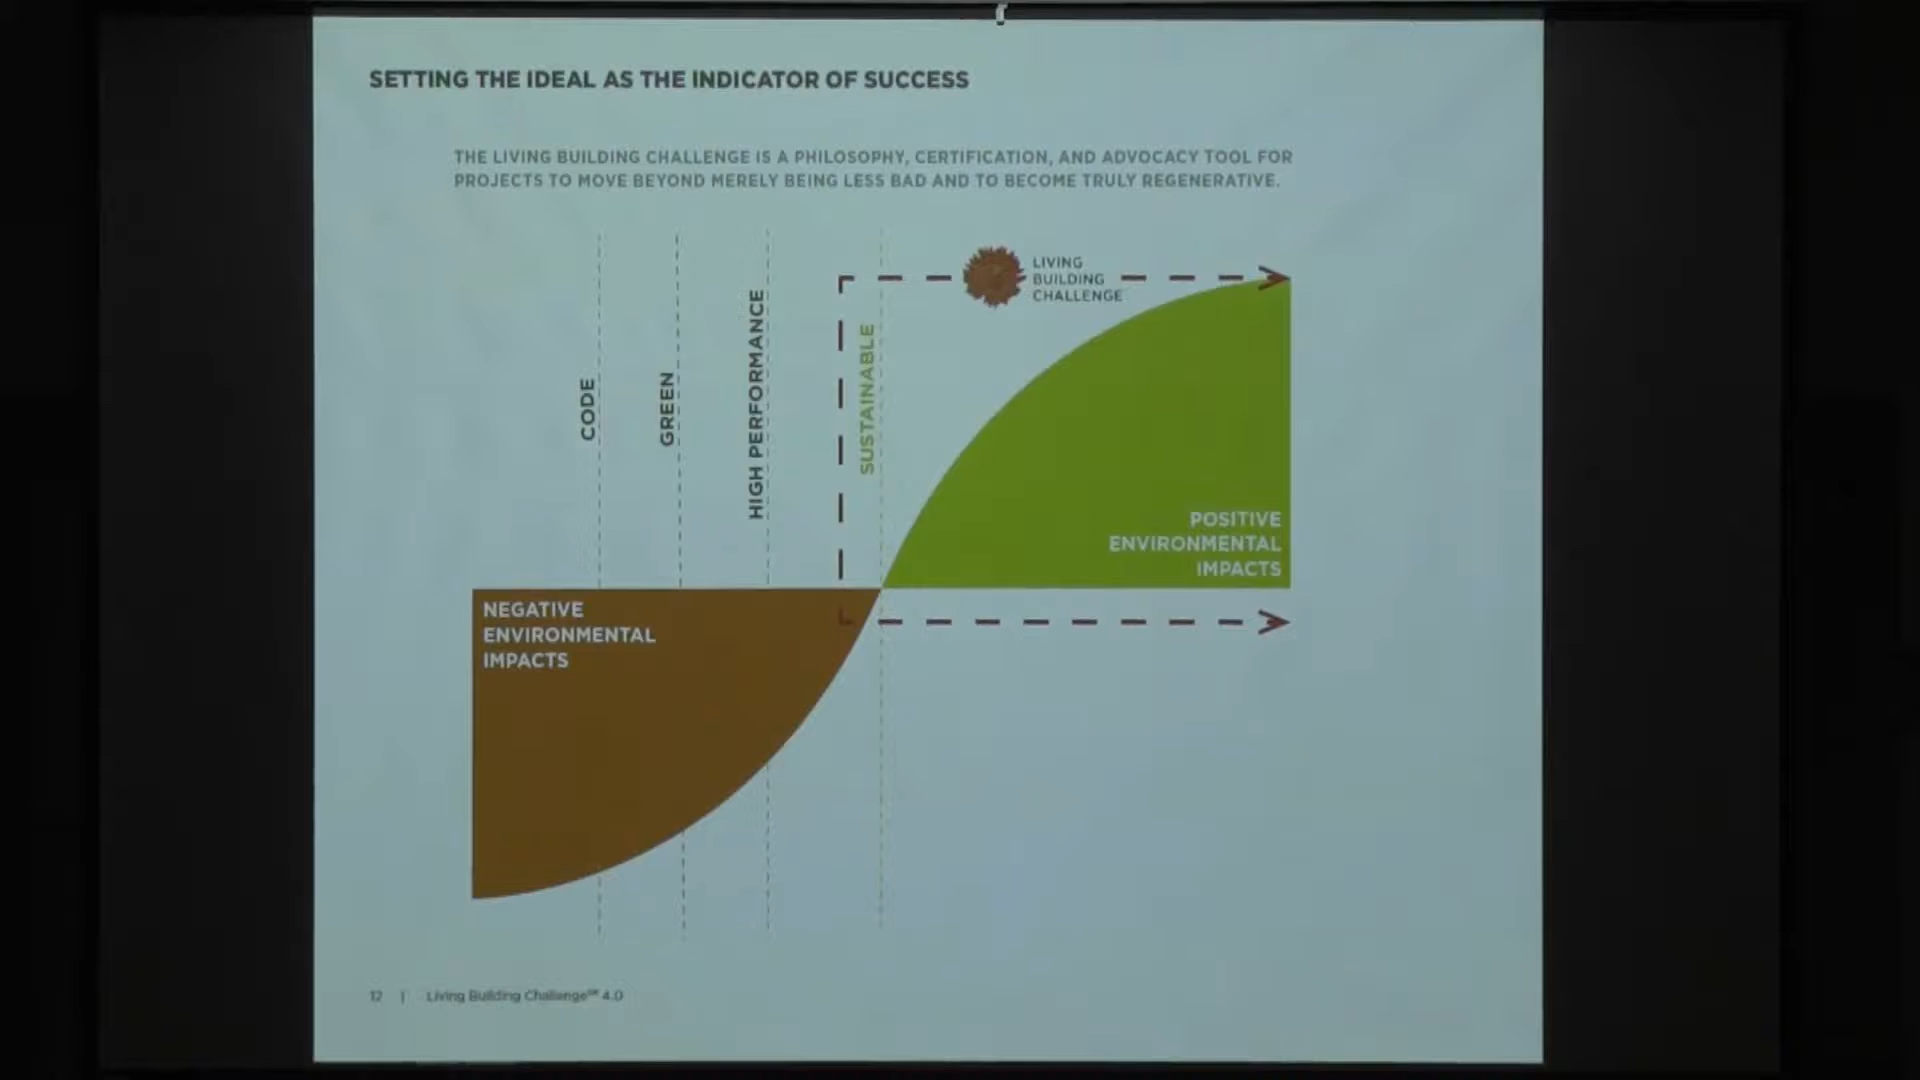 SETTING THE IDEAL AS THE INDICATOR OF SUCCESS
THE LIVING BUILDING CHALLENGE IS A PHILOSOPHY, CERTIFICATION, AND ADVOCACY TOOL FOR
PROJECTS TO MOVE BEYOND MERELY BEING LESS BAD AND TO BECOME TRULY REGENERATIVE.
LIVING
BUILDING
CHALLENGE
CODE
GREEN
HIGH PERFORMANCE
SUSTAINABLE
POSITIVE
ENVIRONMENTAL
IMPACTS
NEGATIVE
ENVIRONMENTAL
IMPACTS
12 | Living Building Challenge℠ 4.0